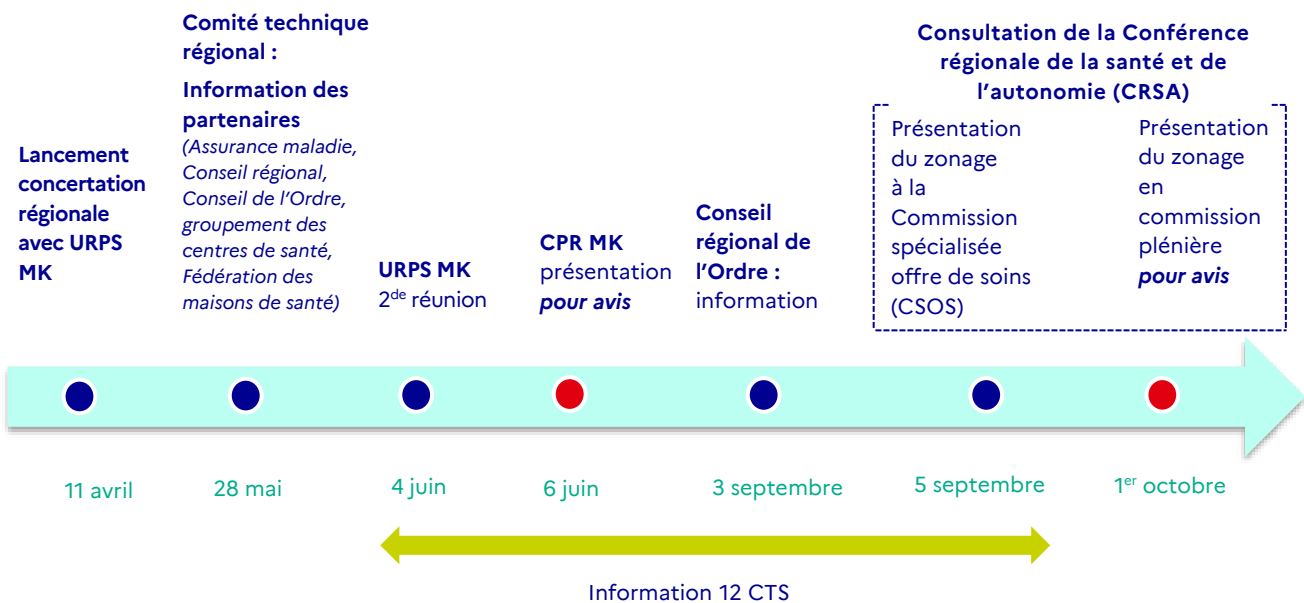 Lancement
concertation
régionale
avec URPS
MK
Comité technique
régional :
Information des
partenaires
(Assurance maladie,
Conseil régional,
Conseil de l'Ordre,
groupement des
centres de santé,
Fédération des
maisons de santé)
URPS MK
2de réunion
CPR MK
présentation
pour avis
Conseil
régional de
l'Ordre :
information
Consultation de la Conférence
régionale de la santé et de
l'autonomie (CRSA)
Présentation
du zonage
à la
Commission
spécialisée
offre de soins
(CSOS)
Présentation
du zonage
en
commission
plénière
pour avis
11 avril
28 mai
4 juin
6 juin
3 septembre
5 septembre
1er octobre
Information 12 CTS